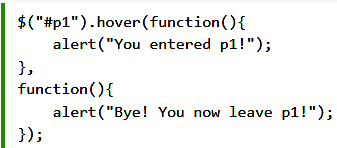 $("#p1").hover(function(){
    alert("You entered p1!");
},
function(){
    alert("Bye! You now leave p1!");
});